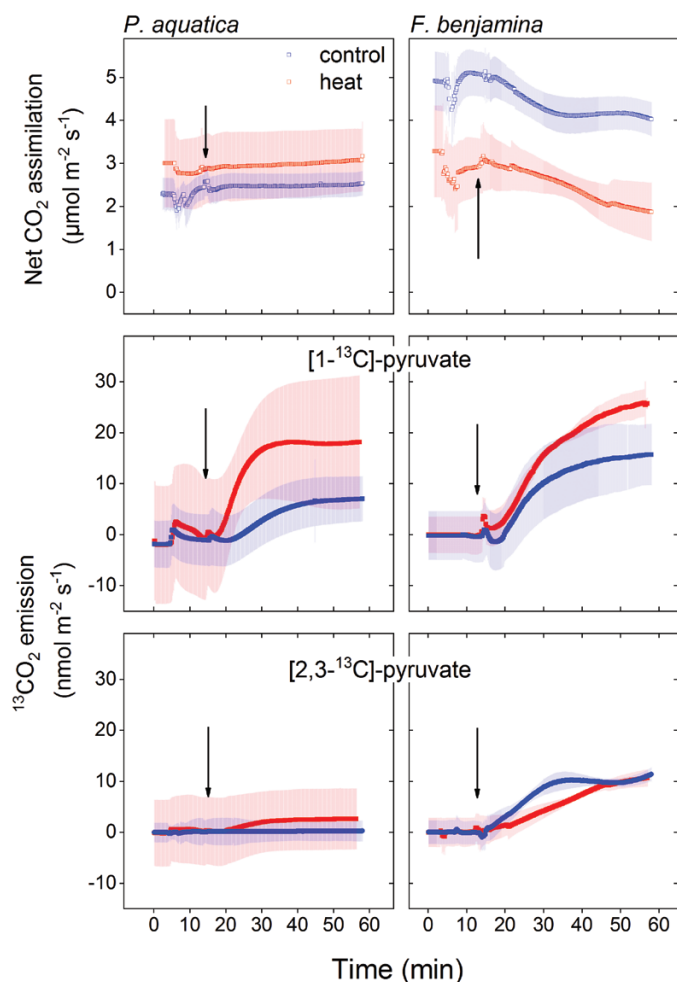 P. aquatica
F. benjamina
control
heat
Net CO₂ assimilation
(μmol m⁻² s⁻¹)
5
4
3
2
1
0
[1-¹³C]-pyruvate
30
20
10
0
-10
¹³CO₂ emission
(nmol m⁻² s⁻¹)
[2,3-¹³C]-pyruvate
30
20
10
0
-10
0 10 20 30 40 50 60
0 10 20 30 40 50 60
Time (min)